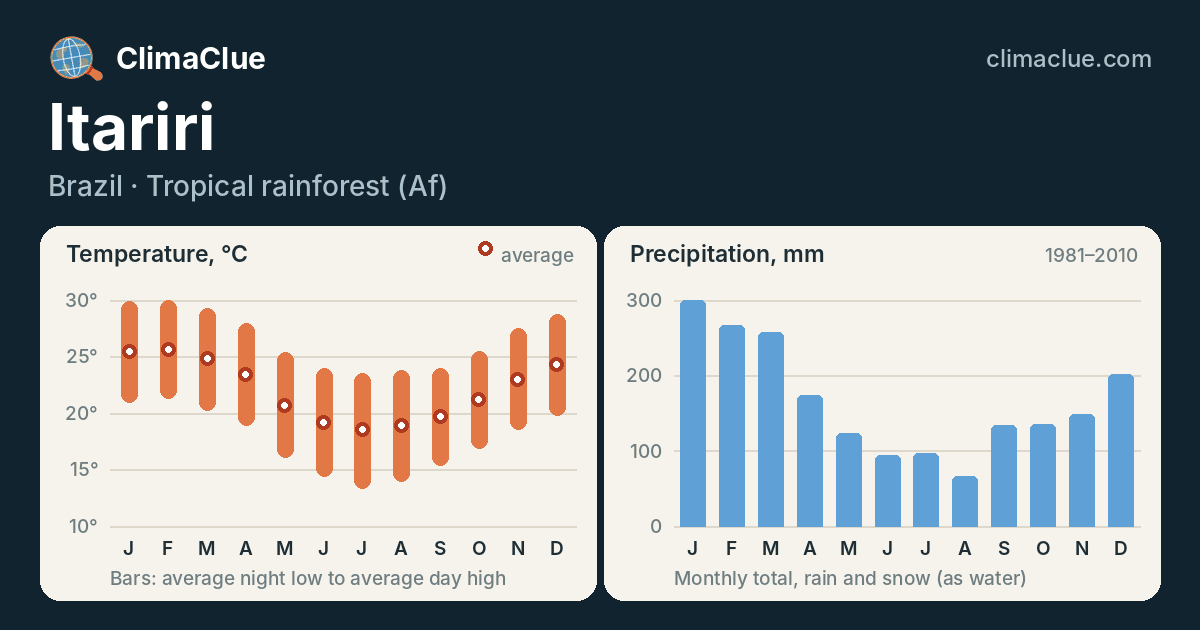 ClimaClue
climaclue.com
Itariri
Brazil · Tropical rainforest (Af)
Temperature, °C
average
30°
25°
20°
15°
10°
J F M A M J J A S O N D
Bars: average night low to average day high
Precipitation, mm
1981–2010
300
200
100
0
J F M A M J J A S O N D
Monthly total, rain and snow (as water)